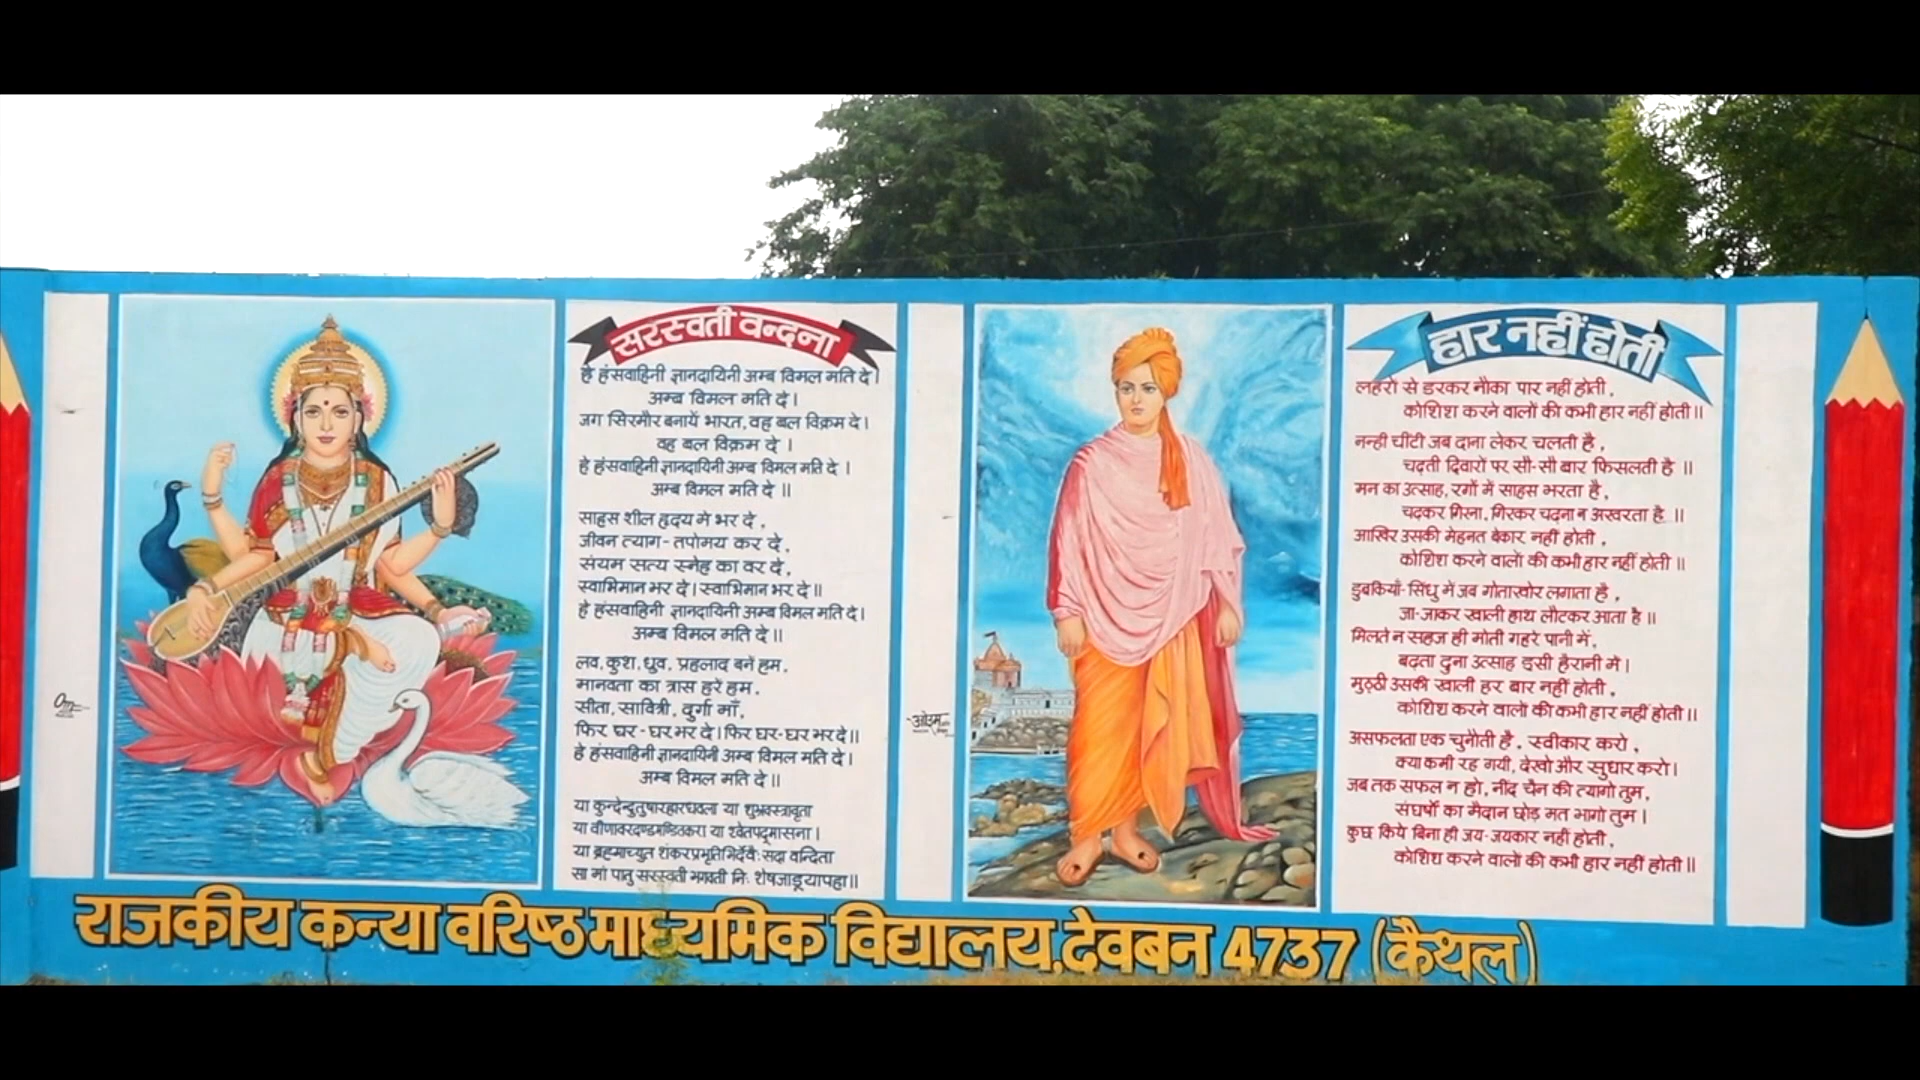 सरस्वती वन्दना
हे हंसवाहिनी ज्ञानदायिनी अम्ब विमल मति दे।
अम्ब विमल मति दे।
जग सिरमौर बनायें भारत, वह बल विक्रम दे।
वह बल विक्रम दे।
हे हंसवाहिनी ज्ञानदायिनी अम्ब विमल मति दे।
अम्ब विमल मति दे॥
साहस शील हृदय मे भर दे,
जीवन त्याग-तपोमय कर दे,
संयम सत्य स्नेह का वर दे,
स्वाभिमान भर दे। स्वाभिमान भर दे॥
हे हंसवाहिनी ज्ञानदायिनी अम्ब विमल मति दे।
अम्ब विमल मति दे॥
लव, कुश, ध्रुव, प्रहलाद बनें हम,
मानवता का त्रास हरें हम,
सीता, सावित्री, दुर्गा माँ,
फिर घर-घर भर दे। फिर घर-घर भर दे॥
हे हंसवाहिनी ज्ञानदायिनी अम्ब विमल मति दे।
अम्ब विमल मति दे॥
या कुन्देन्दुतुषारहारधवला या शुभ्रवस्त्रावृता
या वीणावरदण्डमण्डितकरा या श्वेतपद्मासना।
या ब्रह्माच्युत शंकरप्रभृतिभिर्देवैः सदा वन्दिता
सा मां पातु सरस्वती भगवती निः शेषजाड्यापहा॥
ओउम
हार नहीं होती
लहरों से डरकर नौका पार नहीं होती,
कोशिश करने वालों की कभी हार नहीं होती॥
नन्ही चींटी जब दाना लेकर चलती है,
चढ़ती दिवारों पर सौ-सौ बार फिसलती है॥
मन का उत्साह, रगों में साहस भरता है,
चढ़कर गिरना, गिरकर चढ़ना न अखरता है॥
आखिर उसकी मेहनत बेकार नहीं होती,
कोशिश करने वालों की कभी हार नहीं होती॥
डुबकियाँ-सिंधु में जब गोताखोर लगाता है,
जा-जाकर खाली हाथ लौटकर आता है॥
मिलते न सहज ही मोती गहरे पानी में,
बढ़ता दुना उत्साह इसी हैरानी में।
मुठ्ठी उसकी खाली हर बार नहीं होती,
कोशिश करने वालों की कभी हार नहीं होती॥
असफलता एक चुनौती है, स्वीकार करो,
क्या कमी रह गयी, देखो और सुधार करो।
जब तक सफल न हो, नींद चैन की त्यागो तुम,
संघर्षों का मैदान छोड़ मत भागो तुम।
कुछ किये बिना ही जय-जयकार नहीं होती,
कोशिश करने वालों की कभी हार नहीं होती॥
राजकीय कन्या वरिष्ठ माध्यमिक विद्यालय, देवबन 4737 (कैथल)